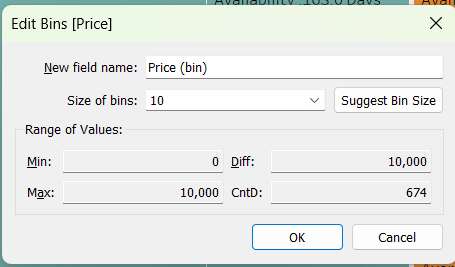 Availability :103.6 Days
Edit Bins [Price]
New field name: Price (bin)
Size of bins: 10 Suggest Bin Size
Range of Values:
Min: 0 Diff: 10,000
Max: 10,000 CntD: 674
OK Cancel